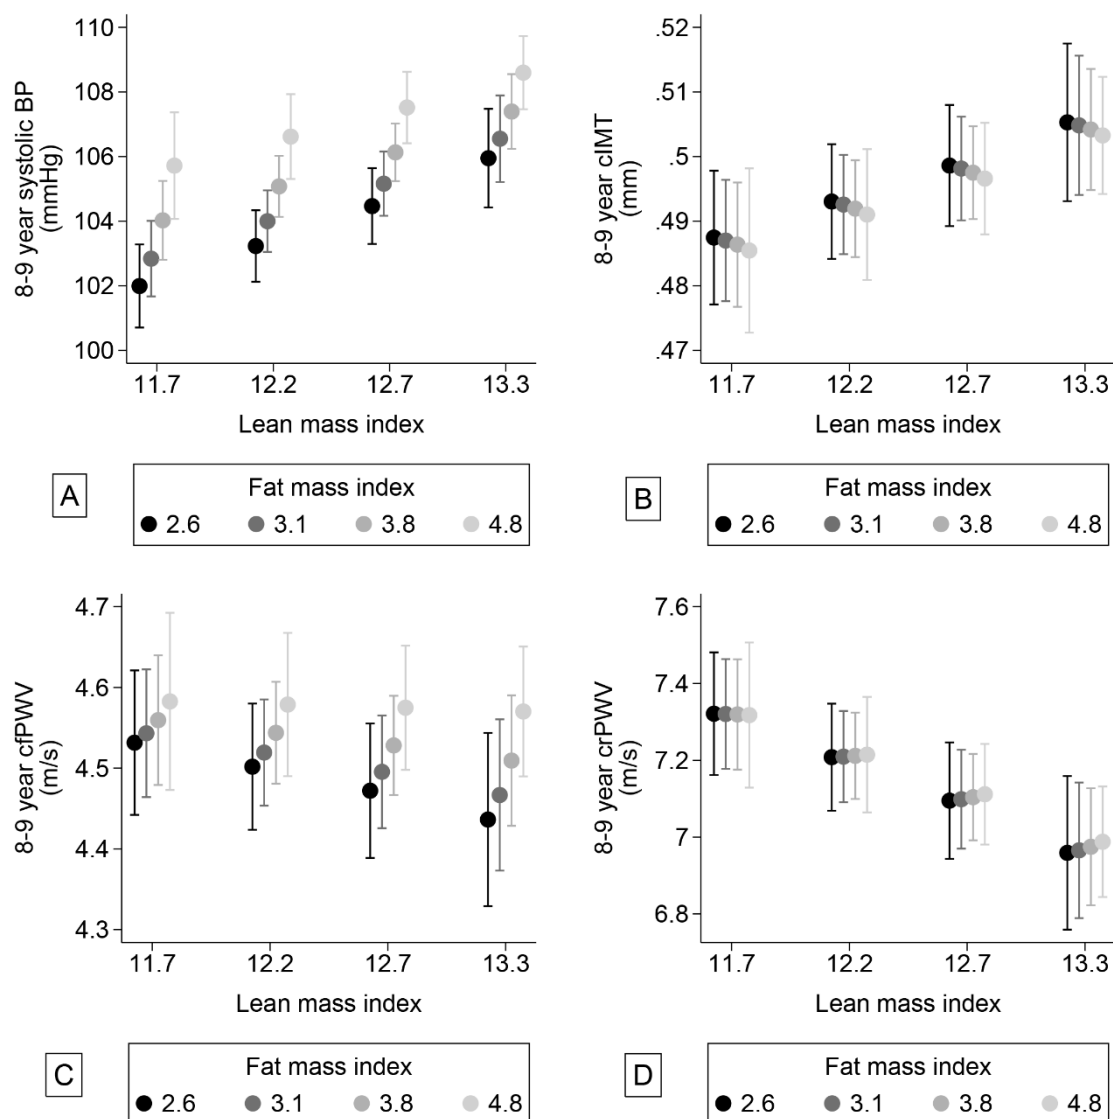 110
108
106
104
102
100
8-9 year systolic BP
(mmHg)
11.7 12.2 12.7 13.3
Lean mass index
A
Fat mass index
2.6 3.1 3.8 4.8
.52
.51
.5
.49
.48
.47
8-9 year cIMT
(mm)
11.7 12.2 12.7 13.3
Lean mass index
B
Fat mass index
2.6 3.1 3.8 4.8
4.7
4.6
4.5
4.4
4.3
8-9 year cfPWV
(m/s)
11.7 12.2 12.7 13.3
Lean mass index
C
Fat mass index
2.6 3.1 3.8 4.8
7.6
7.4
7.2
7
6.8
8-9 year crPWV
(m/s)
11.7 12.2 12.7 13.3
Lean mass index
D
Fat mass index
2.6 3.1 3.8 4.8